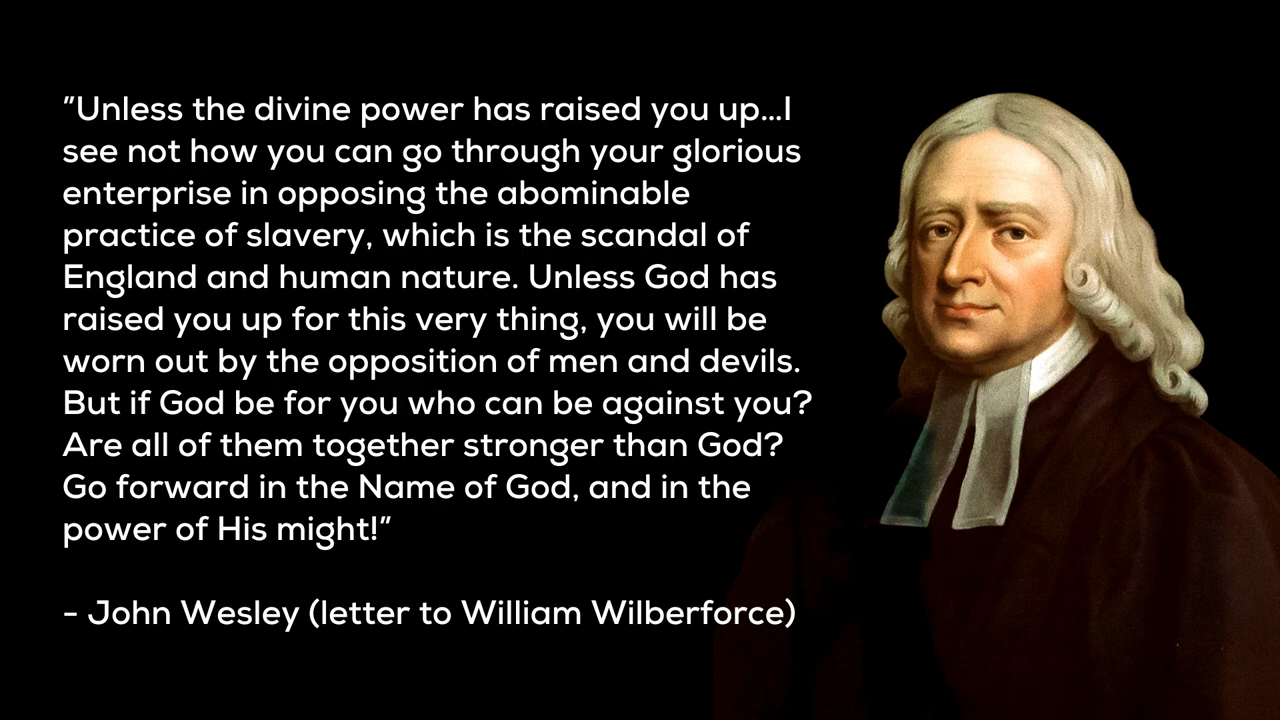 "Unless the divine power has raised you up...I
see not how you can go through your glorious
enterprise in opposing the abominable
practice of slavery, which is the scandal of
England and human nature. Unless God has
raised you up for this very thing, you will be
worn out by the opposition of men and devils.
But if God be for you who can be against you?
Are all of them together stronger than God?
Go forward in the Name of God, and in the
power of His might!"
- John Wesley (letter to William Wilberforce)